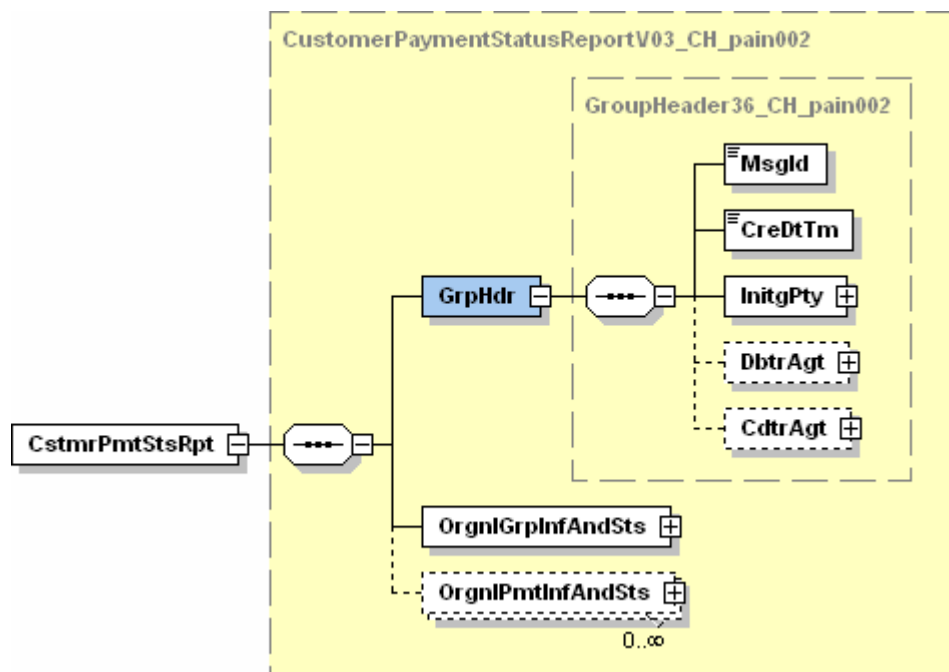 CustomerPaymentStatusReportV03_CH_pain002
GroupHeader36_CH_pain002
MsgId
CreDtTm
GrpHdr
InitgPty
DbtrAgt
CdtrAgt
CstmrPmtStsRpt
OrgnlGrpInfAndSts
OrgnlPmtInfAndSts
0..∞